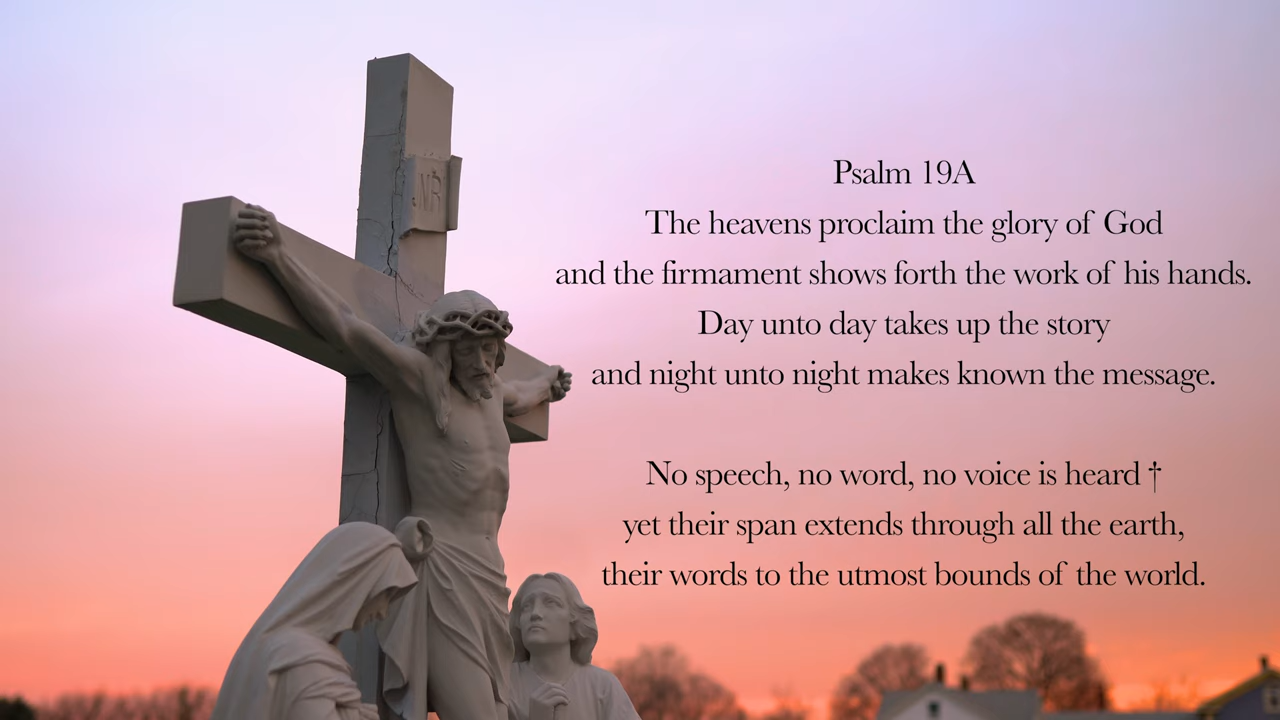 INRI
Psalm 19A
The heavens proclaim the glory of God
and the firmament shows forth the work of his hands.
Day unto day takes up the story
and night unto night makes known the message.
No speech, no word, no voice is heard †
yet their span extends through all the earth,
their words to the utmost bounds of the world.